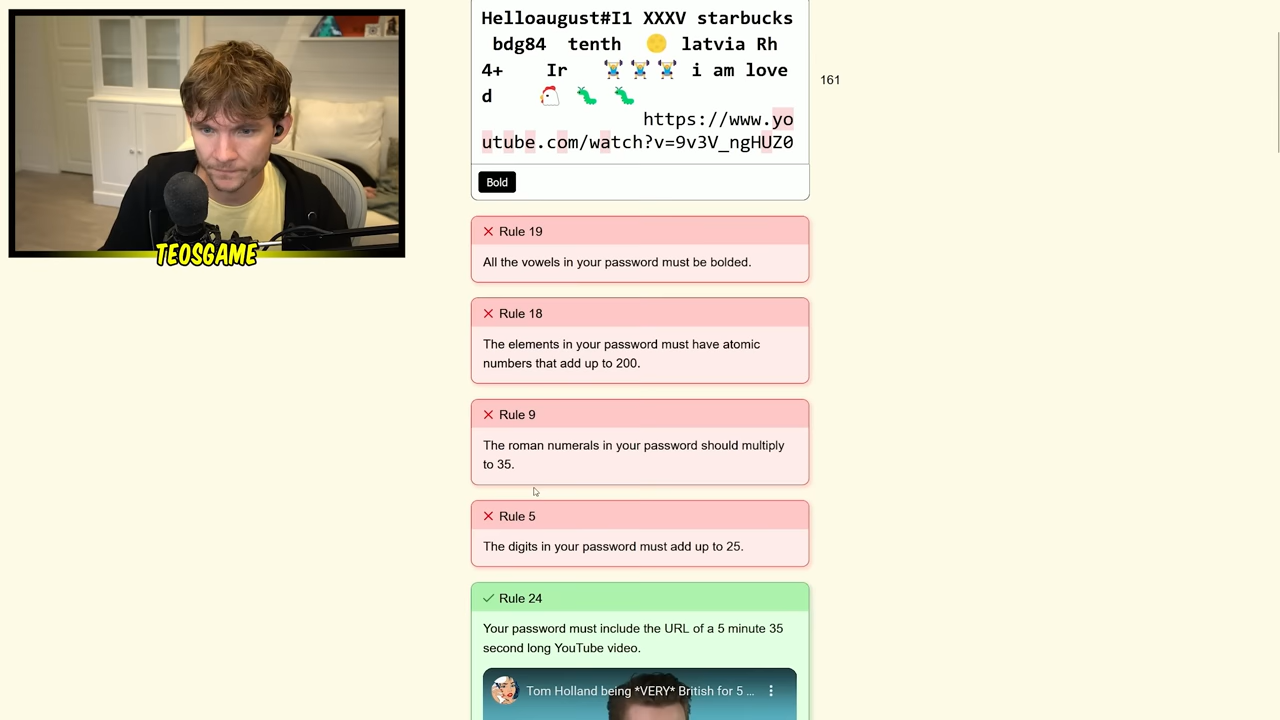 Helloaugust#I1 XXXV starbucks
bdg84 tenth 🌕 latvia Rh
4+ Ir 🏋️🏋️🏋️ i am love
d 🐔 🐛 🐛
https://www.yo
utube.com/watch?v=9v3V_ngHUZ0
161
Bold
TEOSGAME
Rule 19
All the vowels in your password must be bolded.
Rule 18
The elements in your password must have atomic
numbers that add up to 200.
Rule 9
The roman numerals in your password should multiply
to 35.
Rule 5
The digits in your password must add up to 25.
Rule 24
Your password must include the URL of a 5 minute 35
second long YouTube video.
Tom Holland being *VERY* British for 5 ...